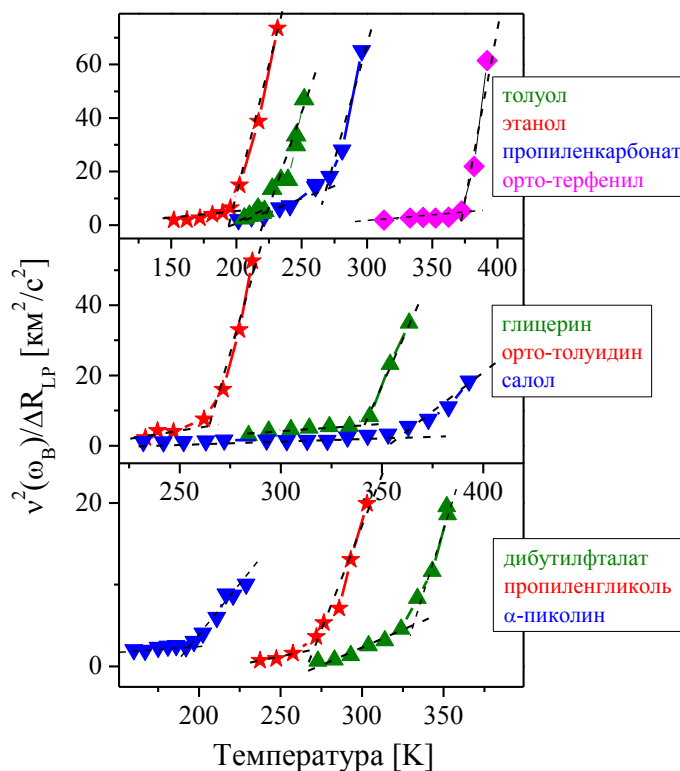 60
40
20
0
150 200 250 300 350 400
толуол
этанол
пропиленкарбонат
орто-терфенил
40
20
0
250 300 350 400
глицерин
орто-толуидин
салол
20
0
200 250 300 350
дибутилфталат
пропиленгликоль
α-пиколин
ν²(ω_B)/ΔR_LP [км²/с²]
Температура [K]